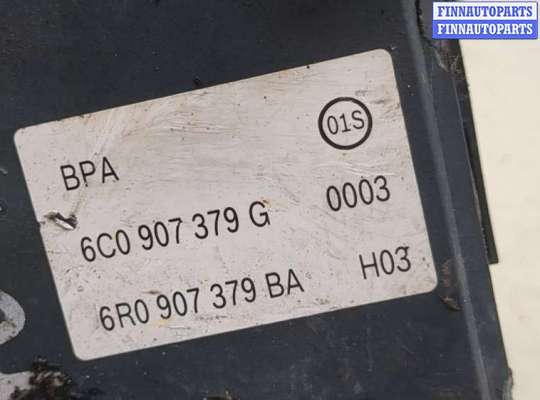 FINNAUTOPARTS
FINNAUTOPARTS
01S
BPA
6C0 907 379 G 0003
6R0 907 379 BA H03